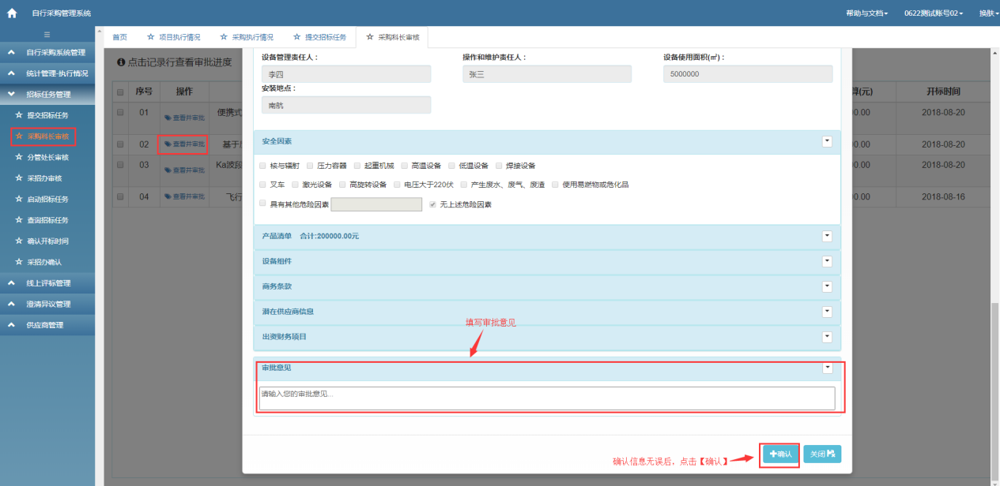 自行采购管理系统
帮助与文档
0622测试账号02
换肤
首页
项目执行情况
采购执行情况
提交招标任务
采购科长审核
自行采购系统管理
统计管理-执行情况
招标任务管理
提交招标任务
采购科长审核
分管处长审核
采招办审核
启动招标任务
查询招标任务
确认开标时间
采招办确认
线上评标管理
澄清异议管理
供应商管理
点击记录行查看审批进度
序号 操作 算(元) 开标时间
01 查看并审批 便携式 0.00 2018-08-20
02 查看并审批 基于 0.00 2018-08-20
03 查看并审批 Ka波段 0.00 2018-08-20
04 查看并审批 飞行 0.00 2018-08-16
设备管理责任人： 操作和维护责任人： 设备使用面积(㎡)：
李四 张三 5000000
安装地点：
南航
安全因素
核与辐射 压力容器 起重机械 高温设备 低温设备 焊接设备
叉车 激光设备 高旋转设备 电压大于220伏 产生废水、废气、废渣 使用易燃物或危化品
具有其他危险因素 无上述危险因素
产品清单 合计:200000.00元
设备组件
商务条款
潜在供应商信息
填写审批意见
出资财务项目
审批意见
请输入您的审批意见...
确认信息无误后，点击【确认】
确认
关闭